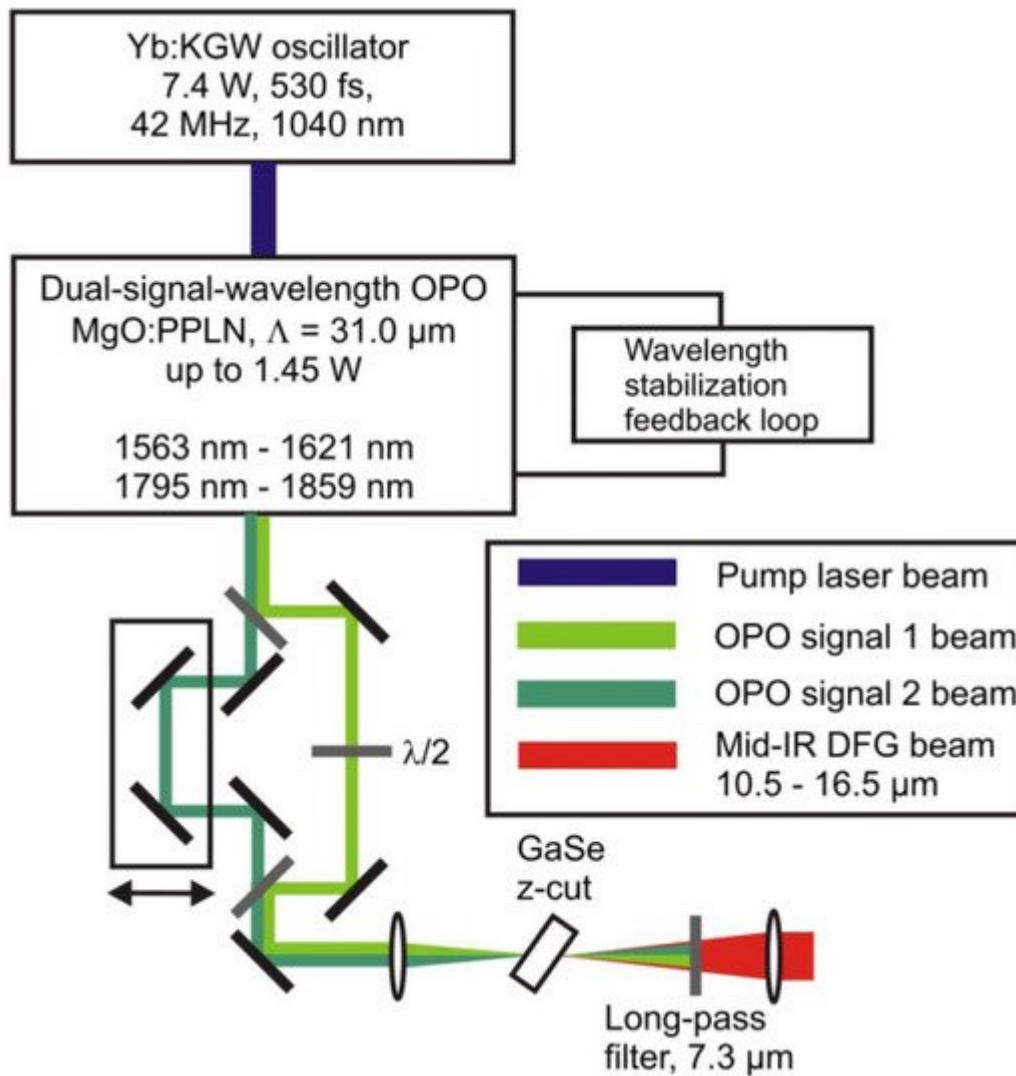 Yb:KGW oscillator
7.4 W, 530 fs,
42 MHz, 1040 nm
Dual-signal-wavelength OPO
MgO:PPLN, Λ = 31.0 µm
up to 1.45 W
1563 nm - 1621 nm
1795 nm - 1859 nm
Wavelength
stabilization
feedback loop
Pump laser beam
OPO signal 1 beam
OPO signal 2 beam
Mid-IR DFG beam
10.5 - 16.5 µm
λ/2
GaSe
z-cut
Long-pass
filter, 7.3 µm